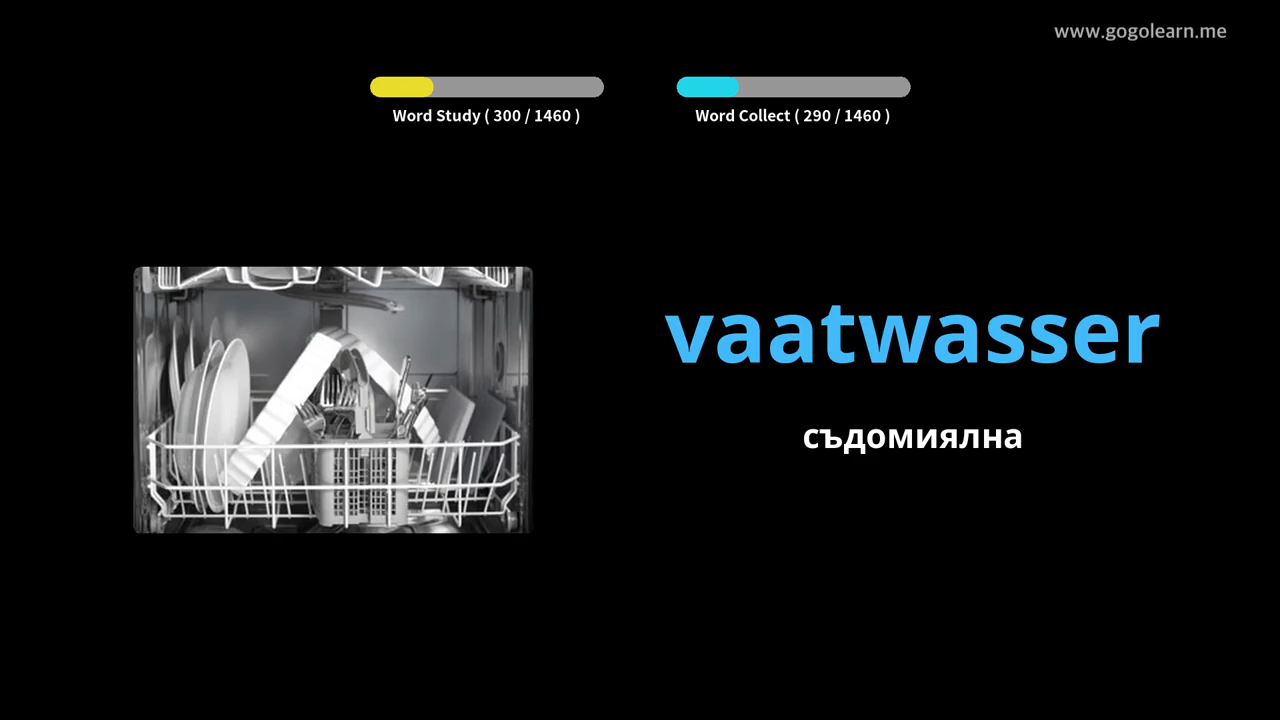 www.gogolearn.me
Word Study ( 300 / 1460 )
Word Collect ( 290 / 1460 )
vaatwasser
съдомиялна